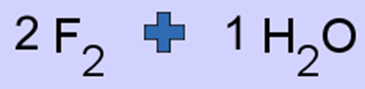 2 F₂ + 1 H₂O